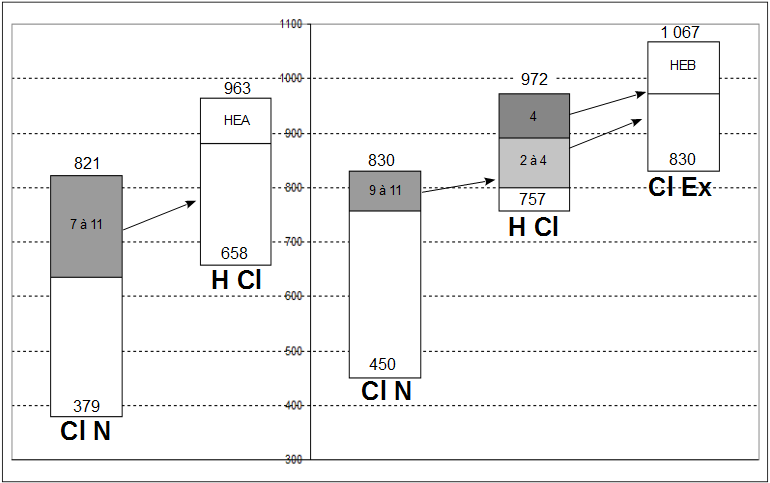 1100
1 067
1000
963
972
HEB
HEA
4
900
821
830
2 à 4
830
9 à 11
800
757
Cl Ex
7 à 11
H Cl
700
658
H Cl
600
500
450
379
400
Cl N
Cl N
300